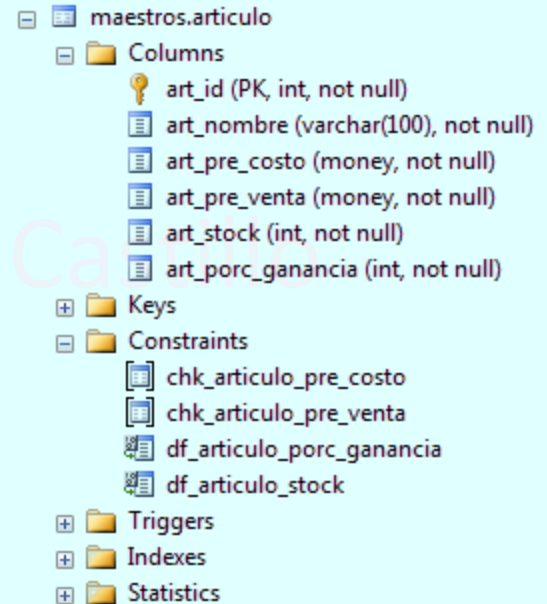 maestros.articulo
Columns
art_id (PK, int, not null)
art_nombre (varchar(100), not null)
art_pre_costo (money, not null)
art_pre_venta (money, not null)
art_stock (int, not null)
Castillo
art_porc_ganancia (int, not null)
Keys
Constraints
chk_articulo_pre_costo
chk_articulo_pre_venta
df_articulo_porc_ganancia
df_articulo_stock
Triggers
Indexes
Statistics